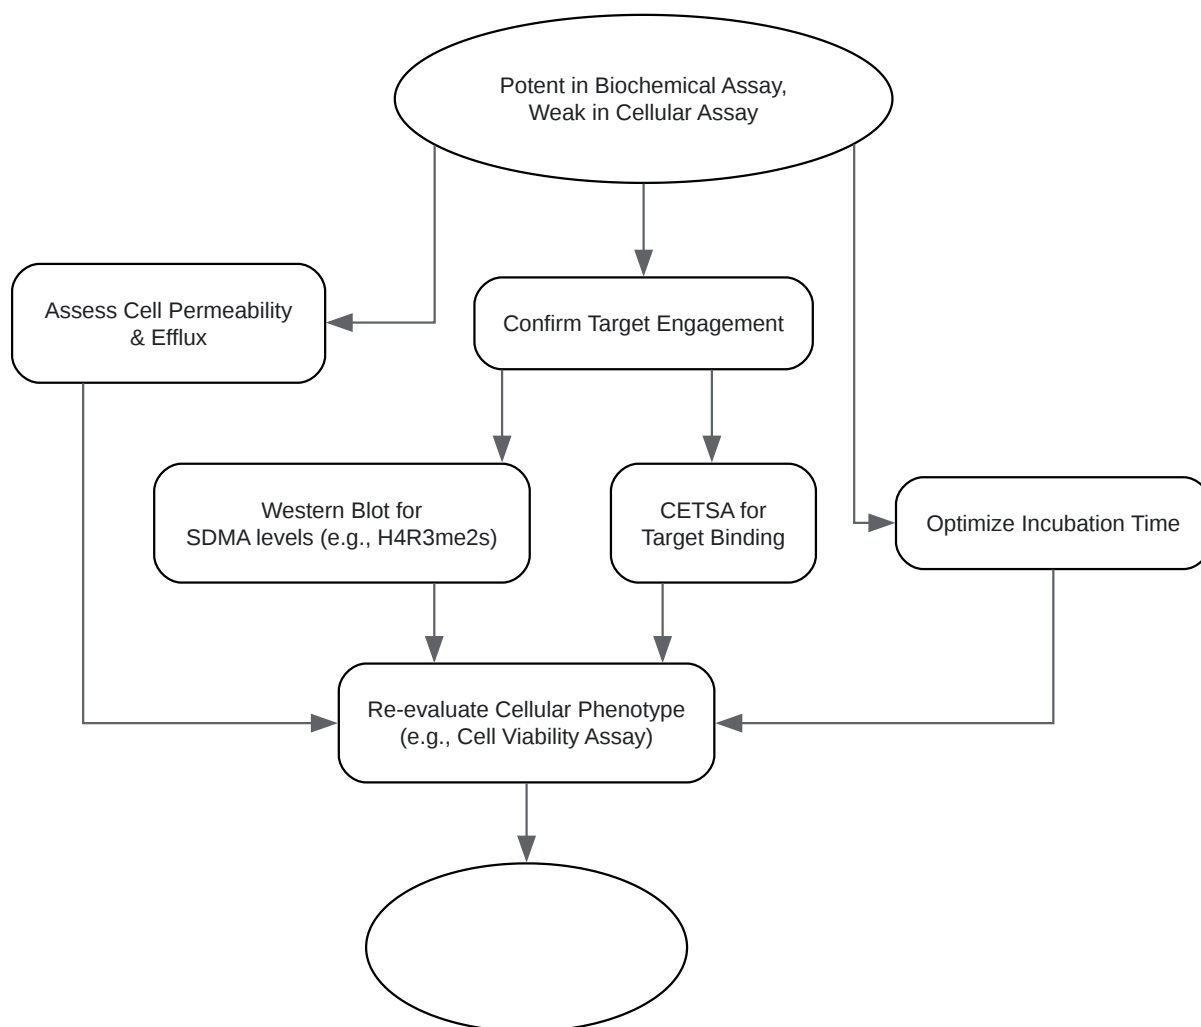 Potent in Biochemical Assay,
Weak in Cellular Assay
Assess Cell Permeability
& Efflux
Confirm Target Engagement
Western Blot for
SDMA levels (e.g., H4R3me2s)
CETSA for
Target Binding
Optimize Incubation Time
Re-evaluate Cellular Phenotype
(e.g., Cell Viability Assay)